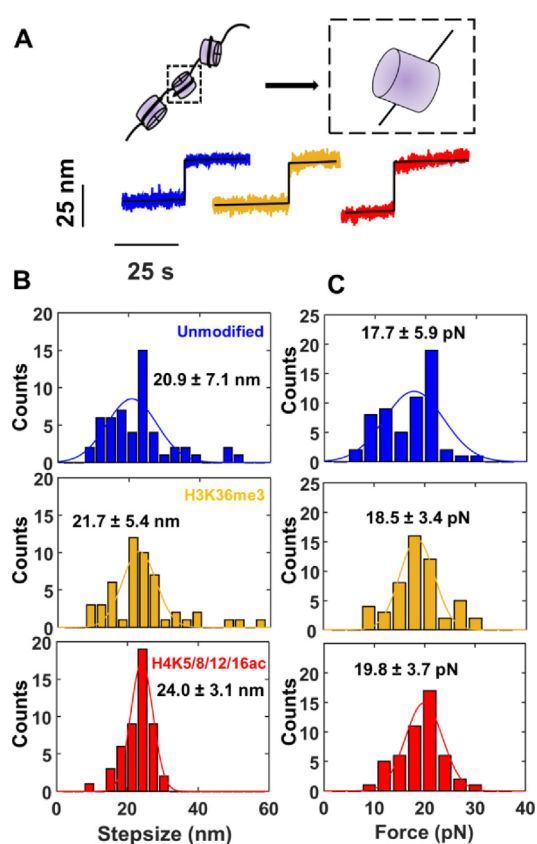 A
25 nm
25 s
B
C
20
15
10
5
0
Counts
Unmodified
20.9 ± 7.1 nm
25
20
15
10
5
0
Counts
17.7 ± 5.9 pN
20
15
10
5
0
Counts
H3K36me3
21.7 ± 5.4 nm
25
20
15
10
5
0
Counts
18.5 ± 3.4 pN
20
15
10
5
0
Counts
H4K5/8/12/16ac
24.0 ± 3.1 nm
0 20 40 60
Stepsize (nm)
25
20
15
10
5
0
Counts
19.8 ± 3.7 pN
0 10 20 30 40
Force (pN)